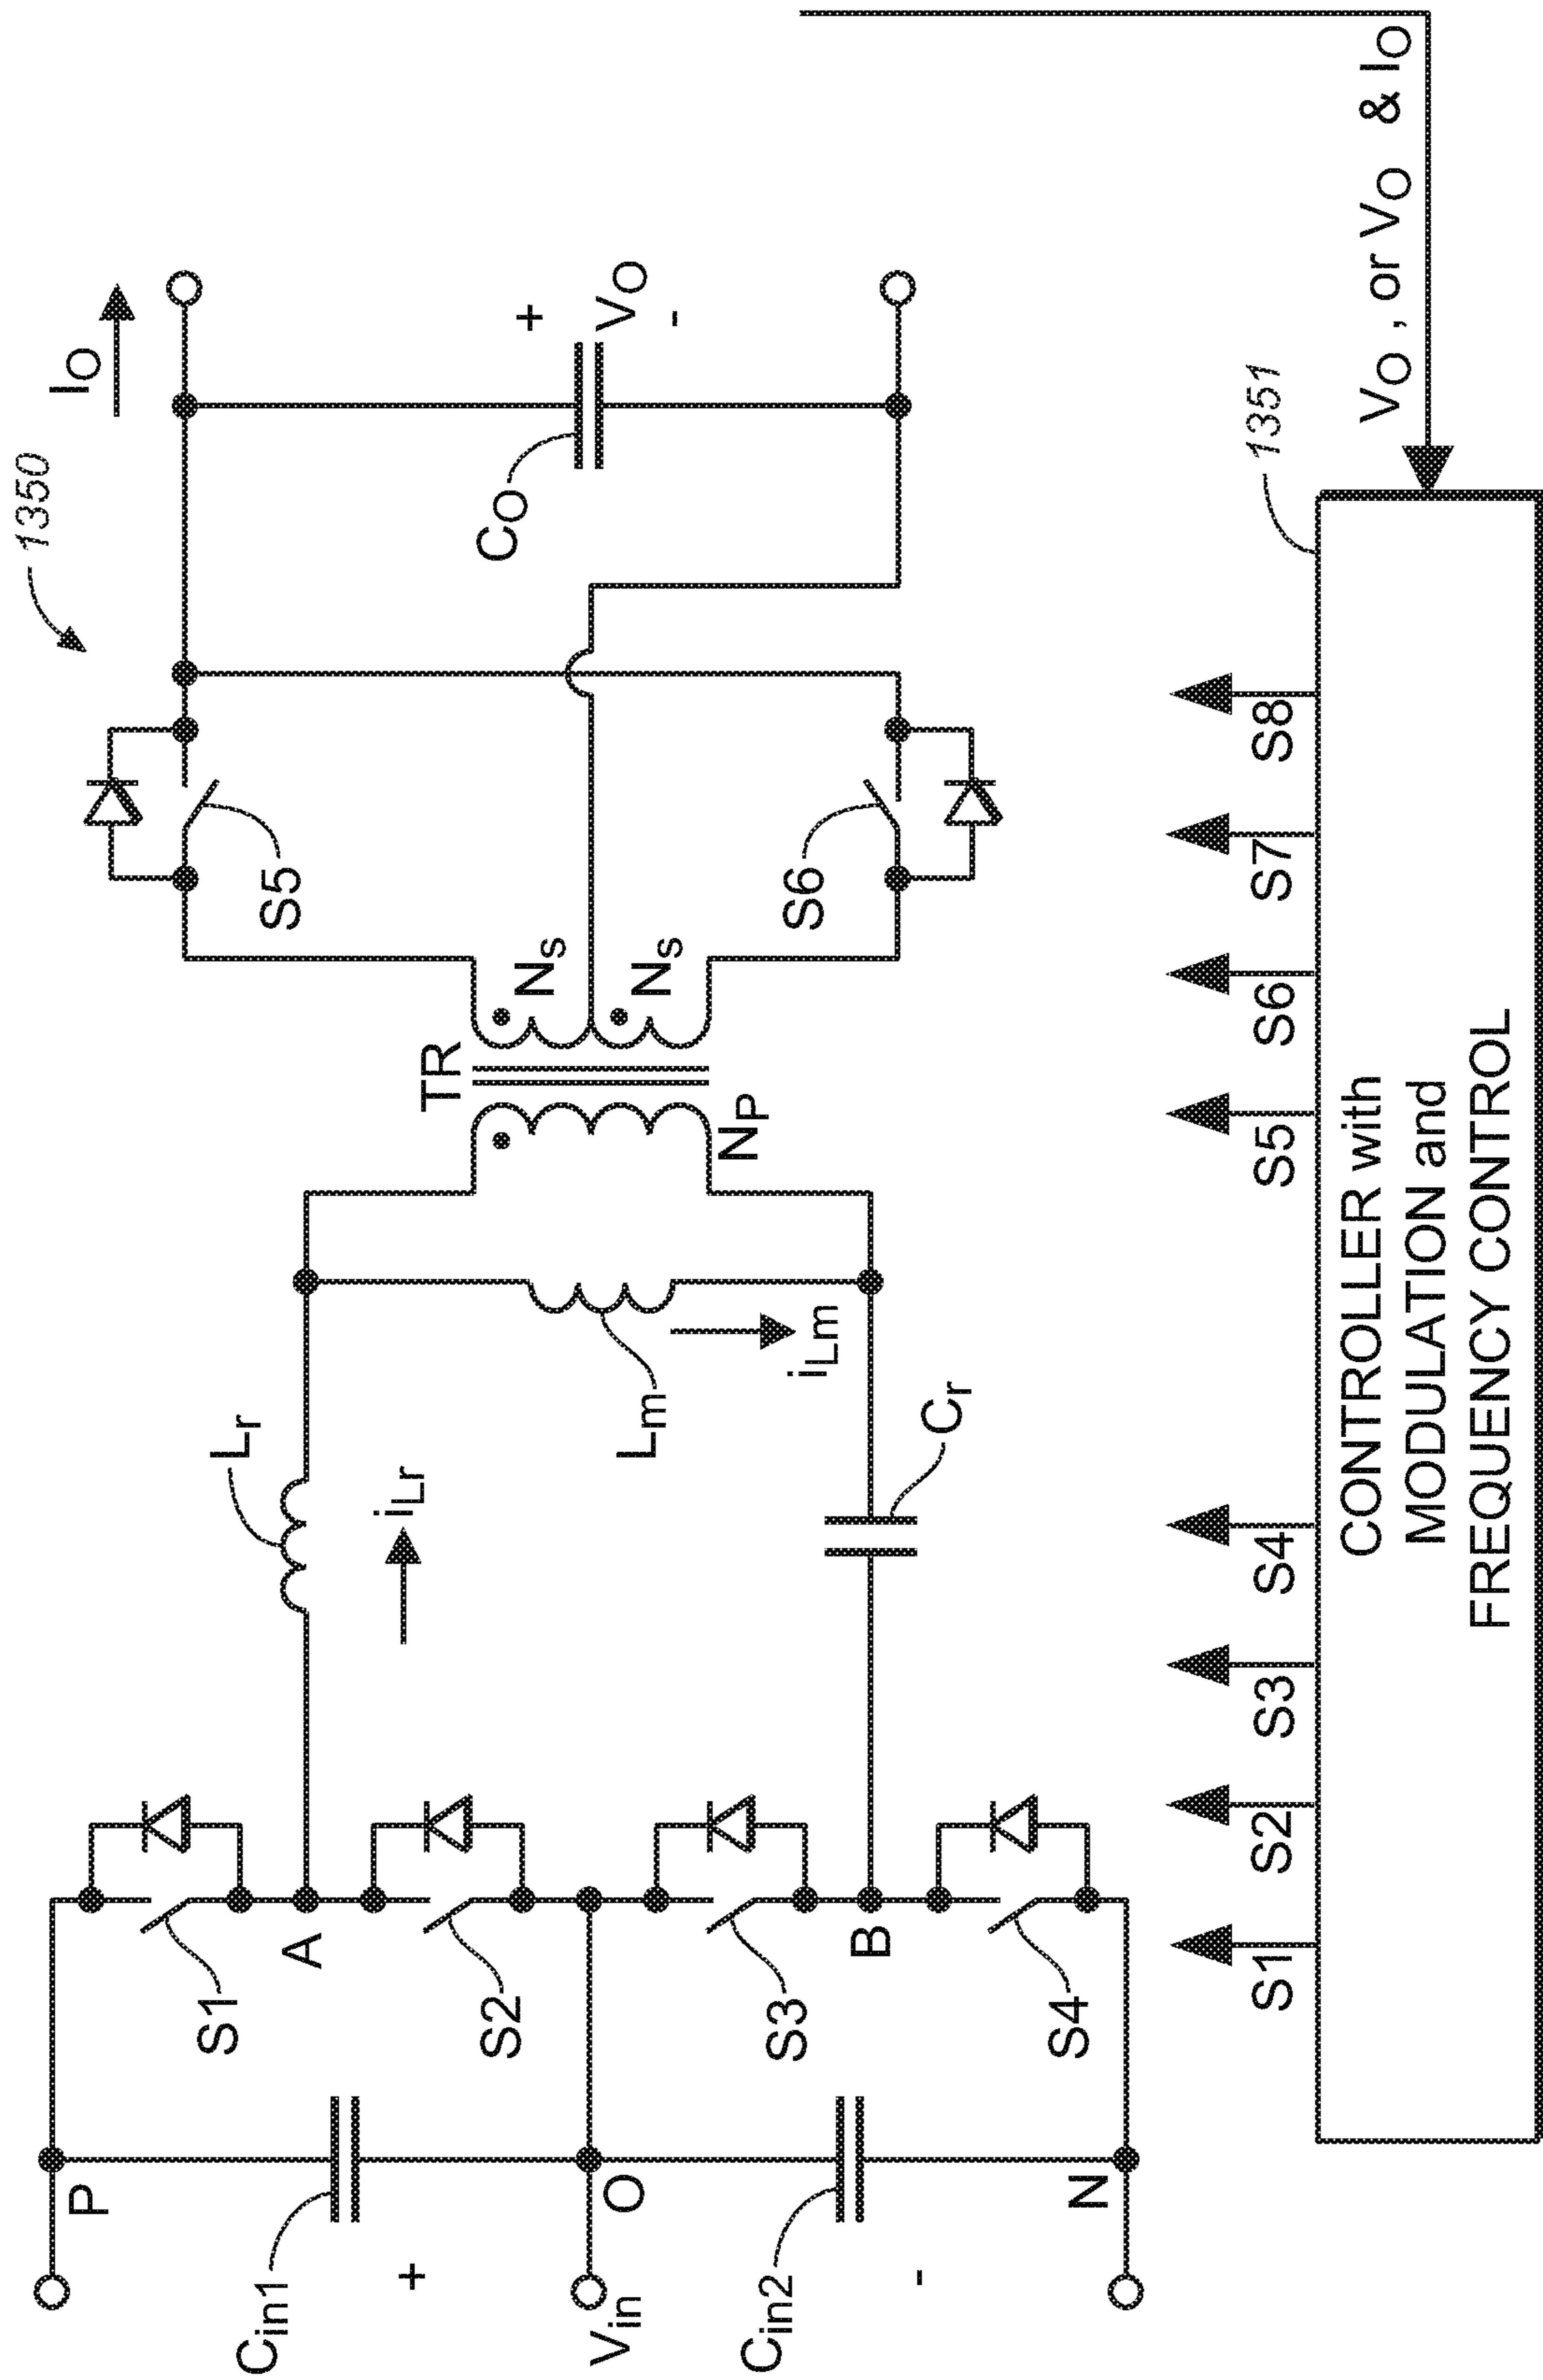 1350
I_O
P
C_in1
+
S1
A
L_r
i_Lr
TR
N_s
S5
C_O
+
V_O
-
V_in
O
S2
L_m
i_Lm
N_P
N_s
S6
S3
B
C_r
C_in2
-
N
S4
S1
S2
S3
S4
S5
S6
S7
S8
1351
V_O , or V_O & I_O
CONTROLLER with
MODULATION and
FREQUENCY CONTROL